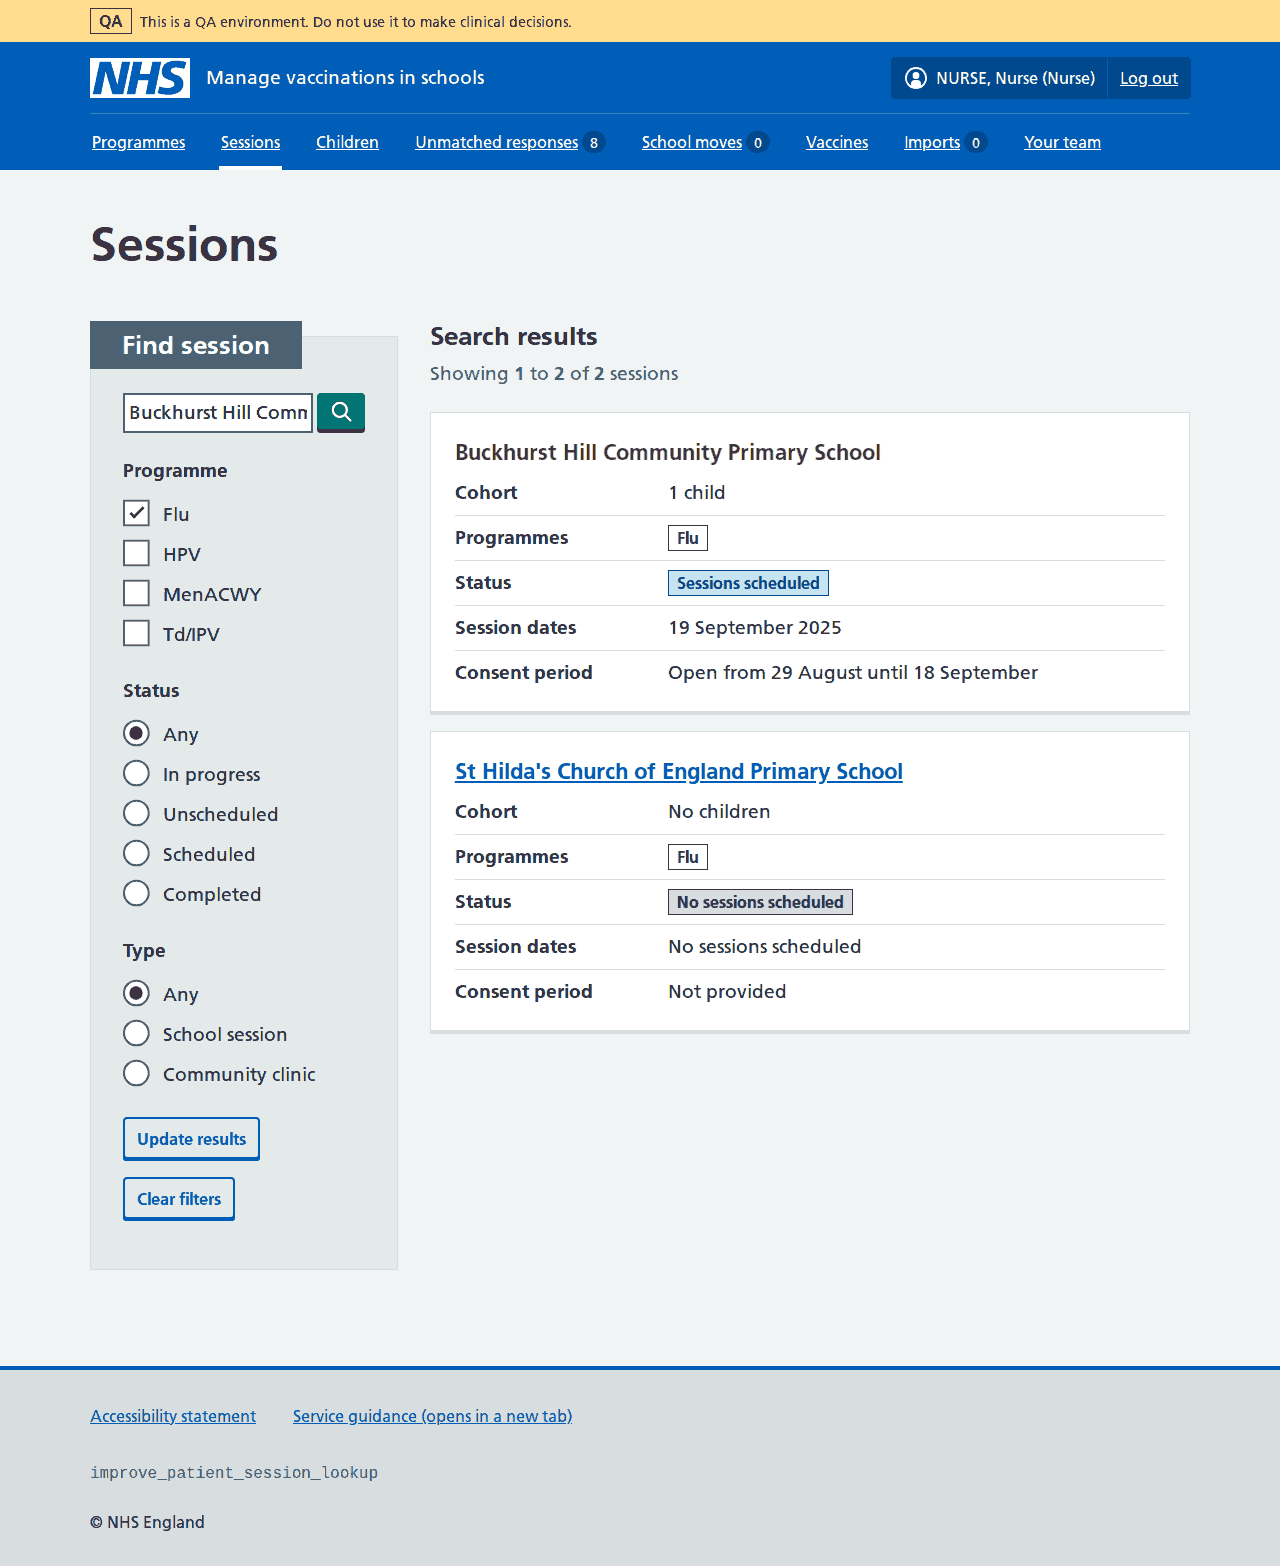 QA This is a QA environment. Do not use it to make clinical decisions.
NHS Manage vaccinations in schools NURSE, Nurse (Nurse) Log out
Programmes Sessions Children Unmatched responses 8 School moves 0 Vaccines Imports 0 Your team
Sessions
Find session
Buckhurst Hill Comm
Programme
Flu
HPV
MenACWY
Td/IPV
Status
Any
In progress
Unscheduled
Scheduled
Completed
Type
Any
School session
Community clinic
Update results
Clear filters
Search results
Showing 1 to 2 of 2 sessions
Buckhurst Hill Community Primary School
Cohort 1 child
Programmes Flu
Status Sessions scheduled
Session dates 19 September 2025
Consent period Open from 29 August until 18 September
St Hilda's Church of England Primary School
Cohort No children
Programmes Flu
Status No sessions scheduled
Session dates No sessions scheduled
Consent period Not provided
Accessibility statement Service guidance (opens in a new tab)
improve_patient_session_lookup
© NHS England